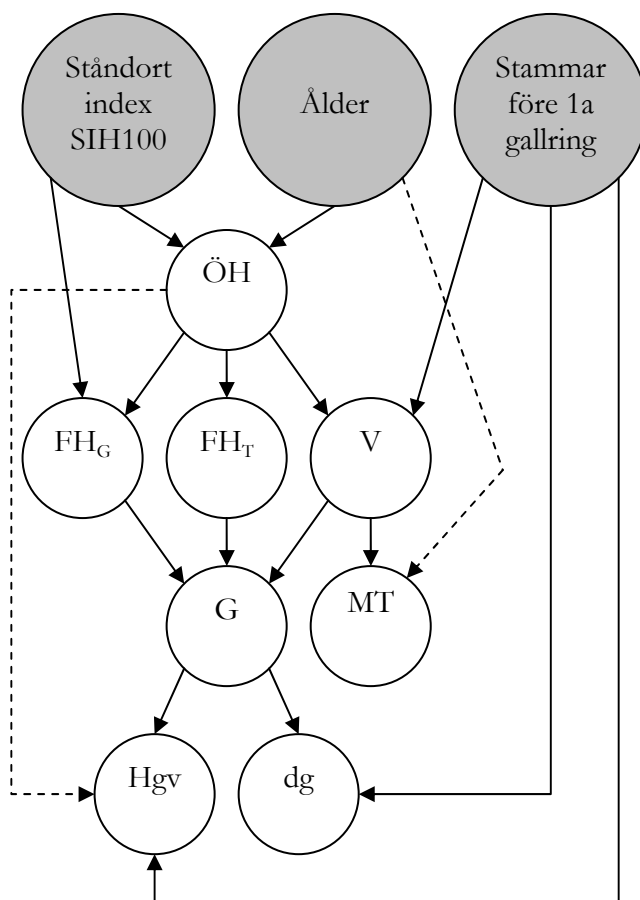 Ståndort
index
SIH100
Ålder
Stammar
före 1a
gallring
ÖH
FHG
FHT
V
G
MT
Hgv
dg